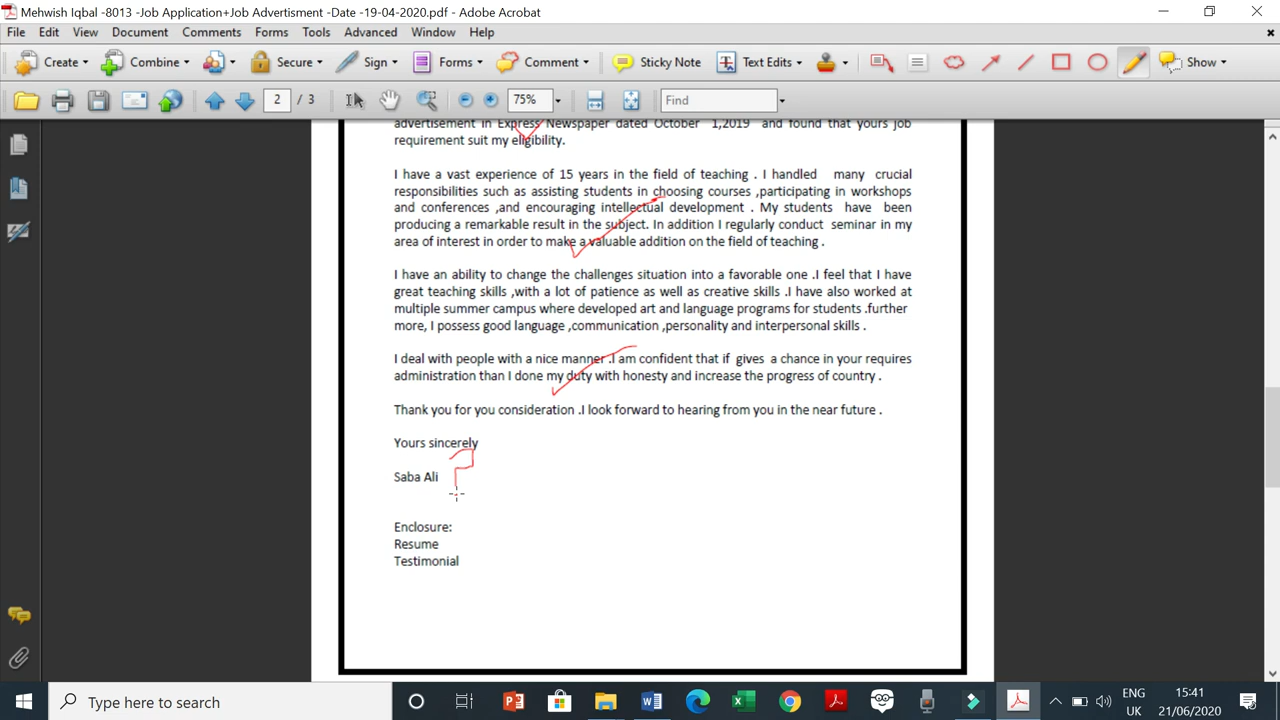 Mehwish Iqbal -8013 -Job Application+Job Advertisment -Date -19-04-2020.pdf - Adobe Acrobat
File Edit View Document Comments Forms Tools Advanced Window Help
Create Combine Secure Sign Forms Comment Sticky Note Text Edits Show
2 / 3 75% Find
advertisement in Express Newspaper dated October 1,2019 and found that yours job
requirement suit my eligibility.
I have a vast experience of 15 years in the field of teaching . I handled many crucial
responsibilities such as assisting students in choosing courses ,participating in workshops
and conferences ,and encouraging intellectual development . My students have been
producing a remarkable result in the subject. In addition I regularly conduct seminar in my
area of interest in order to make a valuable addition on the field of teaching .
I have an ability to change the challenges situation into a favorable one .I feel that I have
great teaching skills ,with a lot of patience as well as creative skills .I have also worked at
multiple summer campus where developed art and language programs for students .further
more, I possess good language ,communication ,personality and interpersonal skills .
I deal with people with a nice manner .I am confident that if gives a chance in your requires
administration than I done my duty with honesty and increase the progress of country .
Thank you for you consideration .I look forward to hearing from you in the near future .
Yours sincerely
Saba Ali ?
Enclosure:
Resume
Testimonial
Type here to search
ENG
UK
15:41
21/06/2020